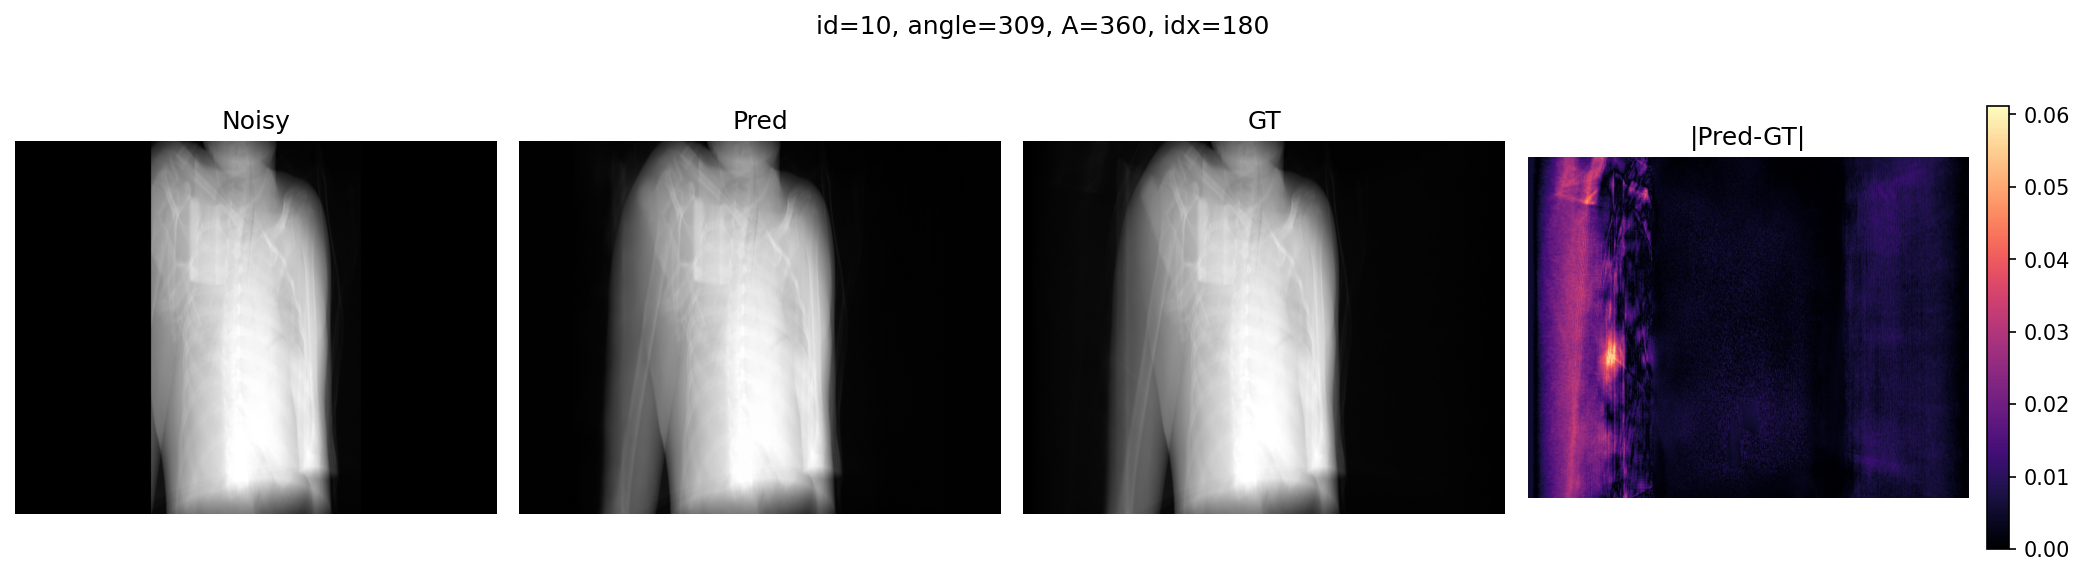 id=10, angle=309, A=360, idx=180
Noisy
Pred
GT
|Pred-GT|
0.06
0.05
0.04
0.03
0.02
0.01
0.00